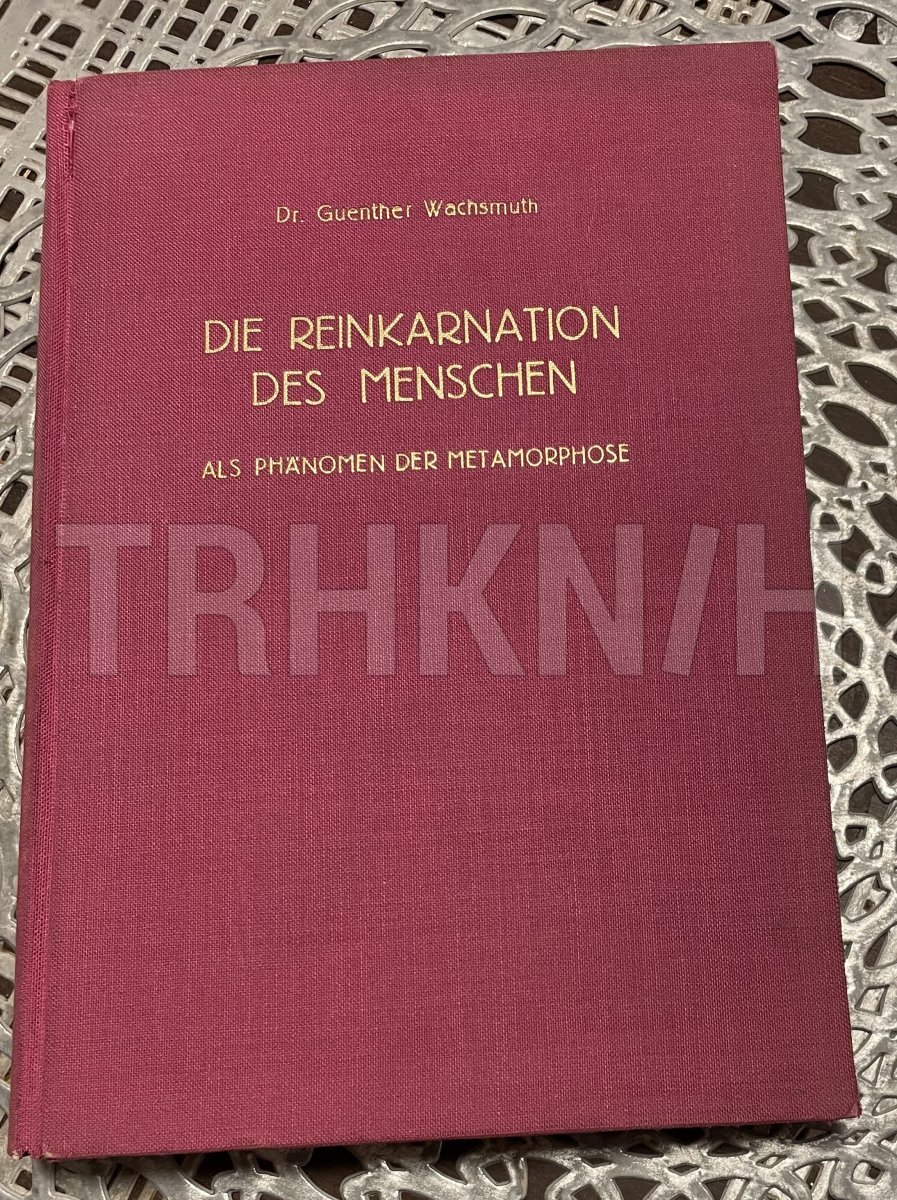 Dr. Guenther Wachsmuth
DIE REINKARNATION
DES MENSCHEN
ALS PHÄNOMEN DER METAMORPHOSE
TRHKN/H